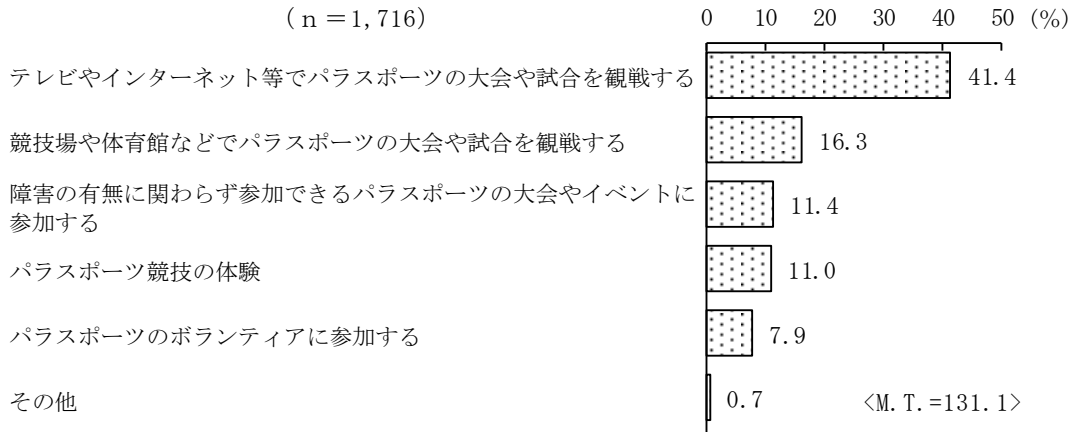 (ｎ＝1,716)
0 10 20 30 40 50 (%)
テレビやインターネット等でパラスポーツの大会や試合を観戦する 41.4
競技場や体育館などでパラスポーツの大会や試合を観戦する 16.3
障害の有無に関わらず参加できるパラスポーツの大会やイベントに
参加する 11.4
パラスポーツ競技の体験 11.0
パラスポーツのボランティアに参加する 7.9
その他 0.7 <M.T.=131.1>